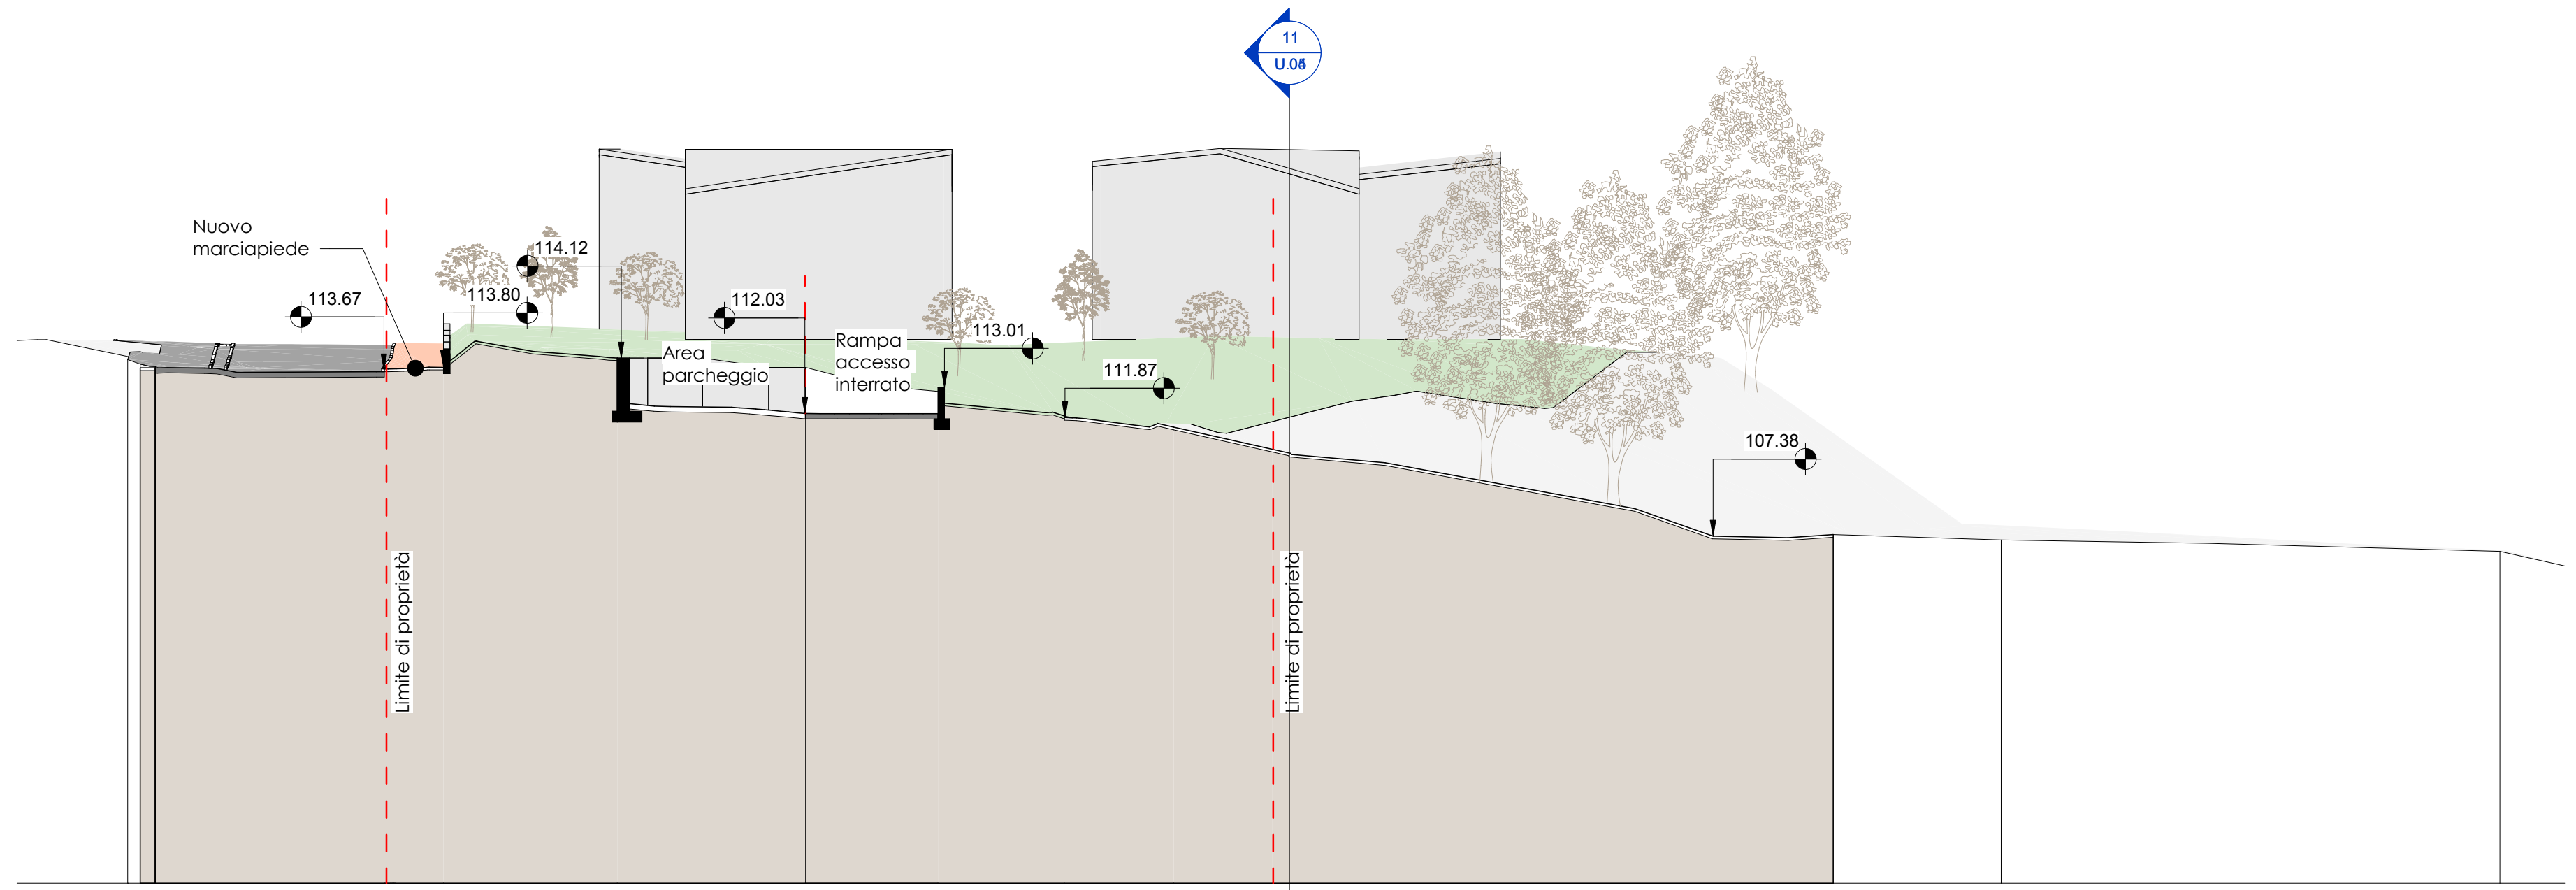 11
Nuovo
marciapiede
113.67
114.12
113.80
112.03
Area
parcheggio
Rampa
accesso
interrato
113.01
111.87
107.38
Limite di proprietà
Limite di proprietà